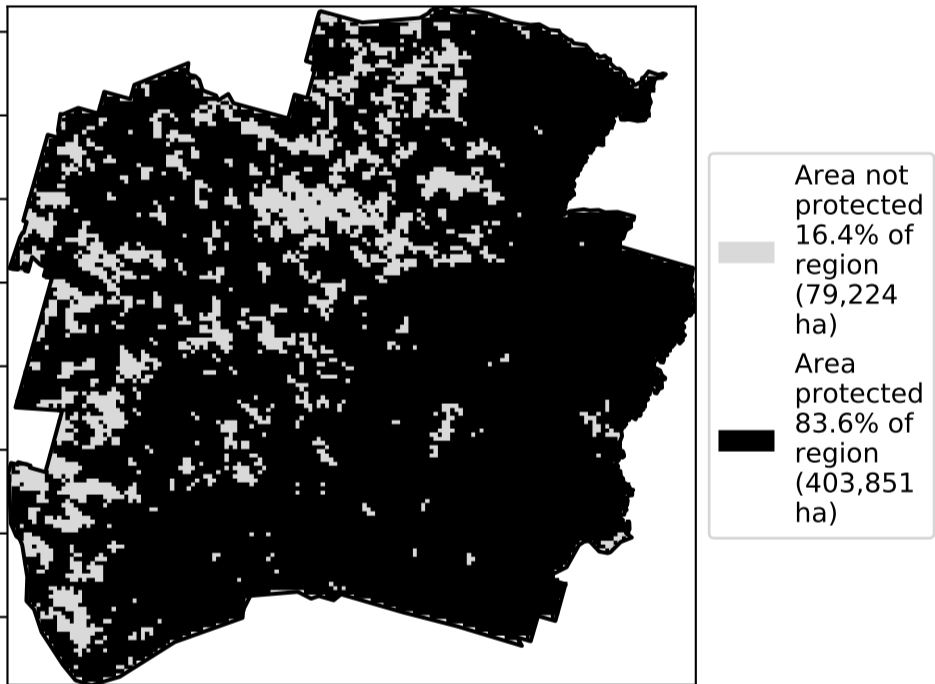 Area not
protected
16.4% of
region
(79,224
ha)
Area
protected
83.6% of
region
(403,851
ha)